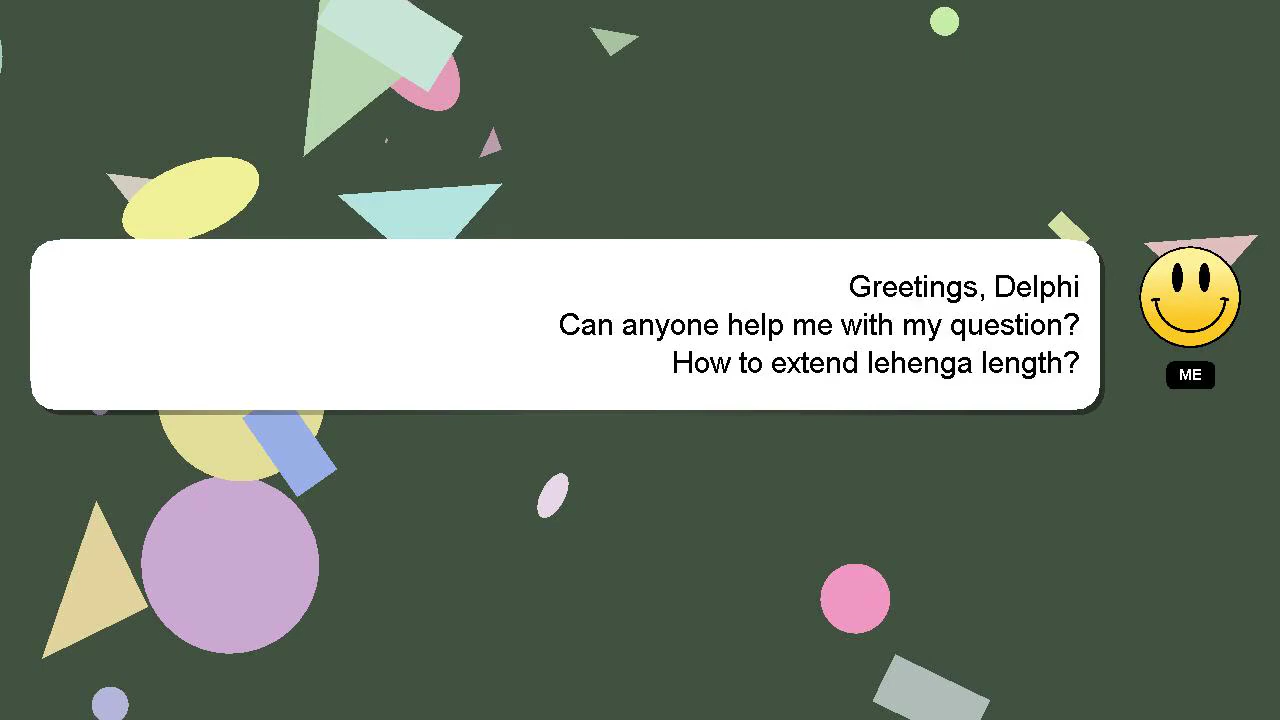 Greetings, Delphi
Can anyone help me with my question?
How to extend lehenga length?
ME